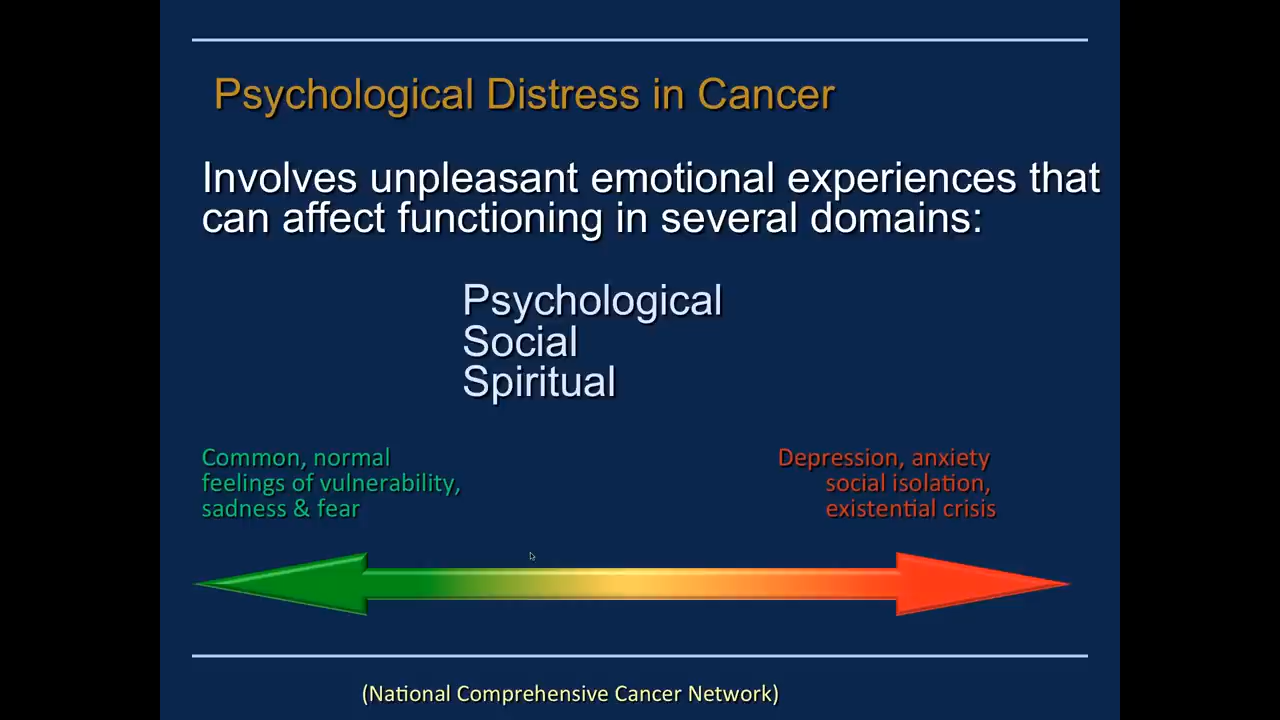 Psychological Distress in Cancer
Involves unpleasant emotional experiences that
can affect functioning in several domains:
Psychological
Social
Spiritual
Common, normal
feelings of vulnerability,
sadness & fear
Depression, anxiety
social isolation,
existential crisis
(National Comprehensive Cancer Network)